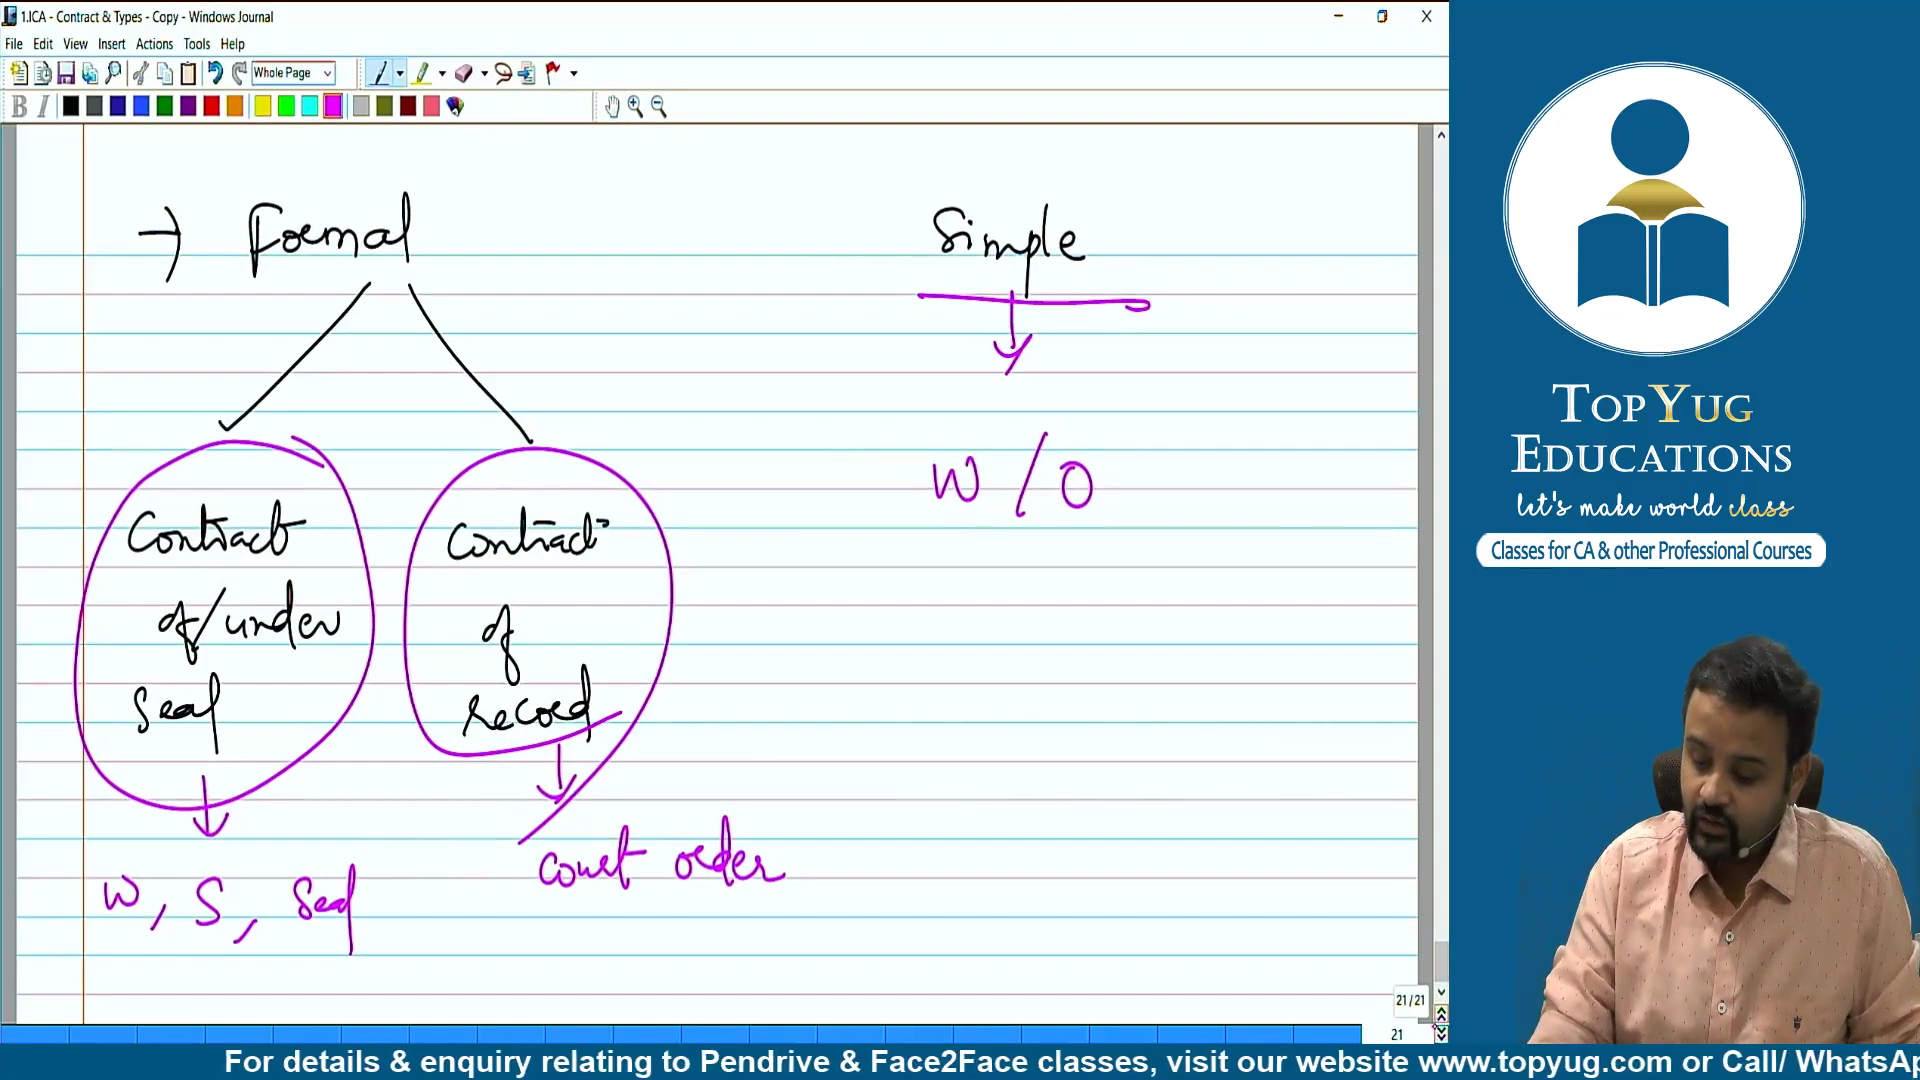 1.ICA - Contract & Types - Copy - Windows Journal
File Edit View Insert Actions Tools Help
Whole Page
B I
→ Formal
Simple
W / O
Contract
of/under
Seal
Contract
of
record
W, S, Seal
Court order
21/21
21
TOPYUG
EDUCATIONS
let's make world class
Classes for CA & other Professional Courses
For details & enquiry relating to Pendrive & Face2Face classes, visit our website www.topyug.com or Call/ WhatsAp